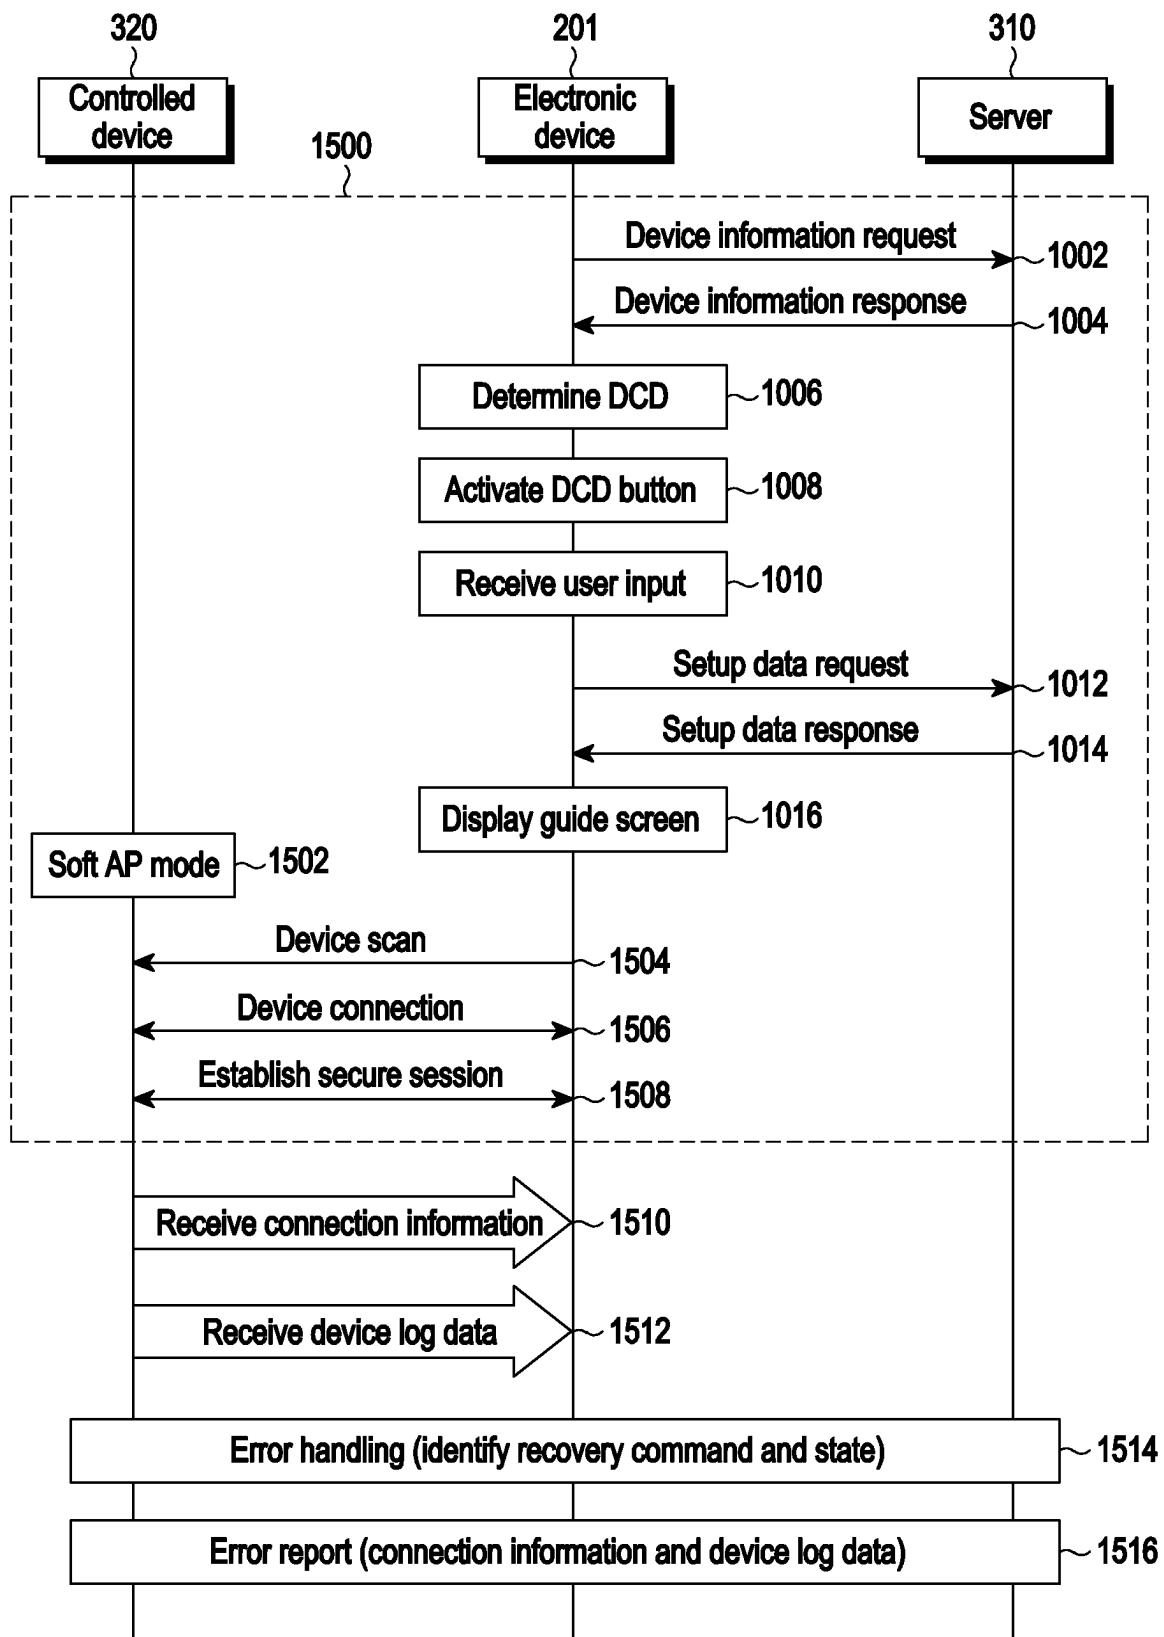 320
201
310
Controlled
device
Electronic
device
Server
1500
Device information request
1002
Device information response
1004
Determine DCD
1006
Activate DCD button
1008
Receive user input
1010
Setup data request
1012
Setup data response
1014
Display guide screen
1016
Soft AP mode
1502
Device scan
1504
Device connection
1506
Establish secure session
1508
Receive connection information
1510
Receive device log data
1512
Error handling (identify recovery command and state)
1514
Error report (connection information and device log data)
1516